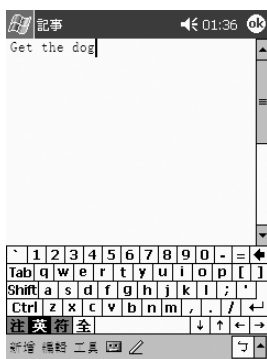 記事 01:36 ok
Get the dog
` 1 2 3 4 5 6 7 8 9 0 - =
Tab q w e r t y u i o p [ ]
Shift a s d f g h j k l ; '
Ctrl z x c v b n m , . /
注 英 符 全
新增 編輯 工具 ㄅ